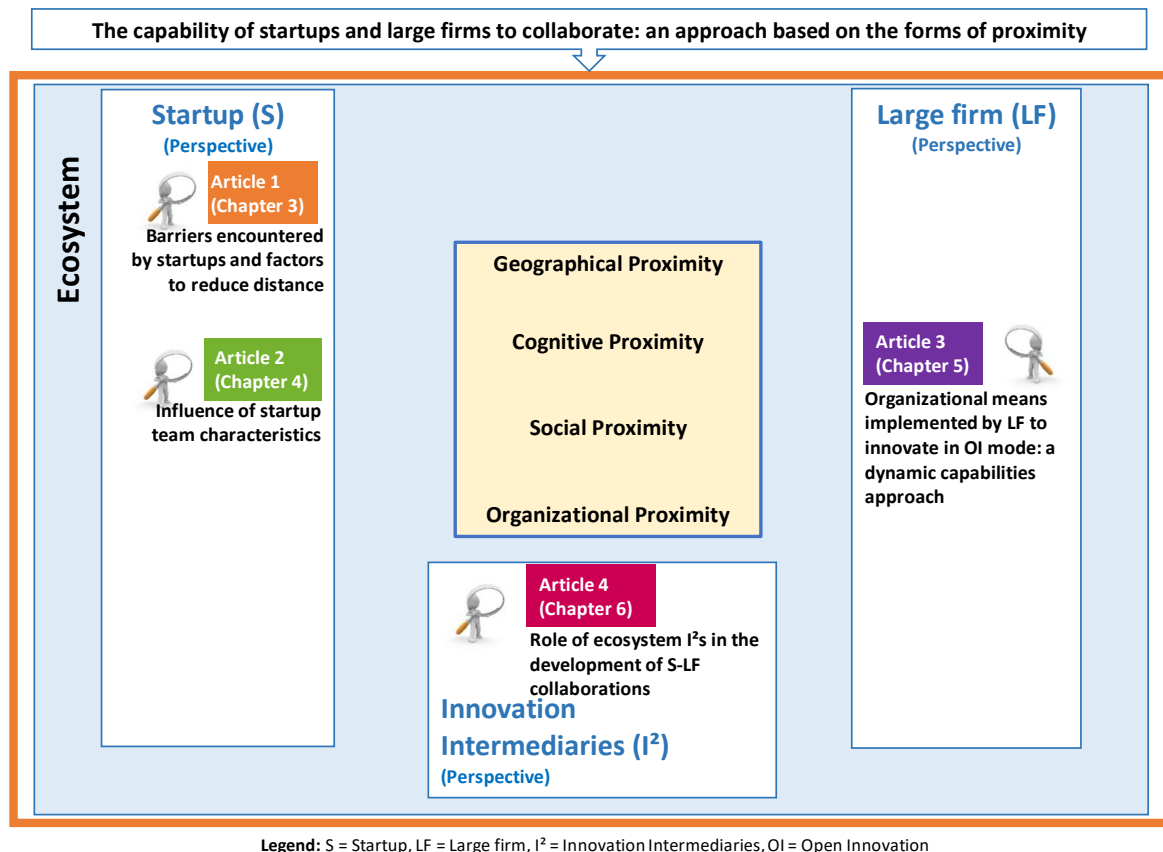 The capability of startups and large firms to collaborate: an approach based on the forms of proximity
Ecosystem
Startup (S)
(Perspective)
Article 1
(Chapter 3)
Barriers encountered
by startups and factors
to reduce distance
Article 2
(Chapter 4)
Influence of startup
team characteristics
Geographical Proximity
Cognitive Proximity
Social Proximity
Organizational Proximity
Large firm (LF)
(Perspective)
Article 3
(Chapter 5)
Organizational means
implemented by LF to
innovate in OI mode: a
dynamic capabilities
approach
Article 4
(Chapter 6)
Role of ecosystem I²s in the
development of S-LF
collaborations
Innovation
Intermediaries (I²)
(Perspective)
Legend: S = Startup, LF = Large firm, I² = Innovation Intermediaries, OI = Open Innovation